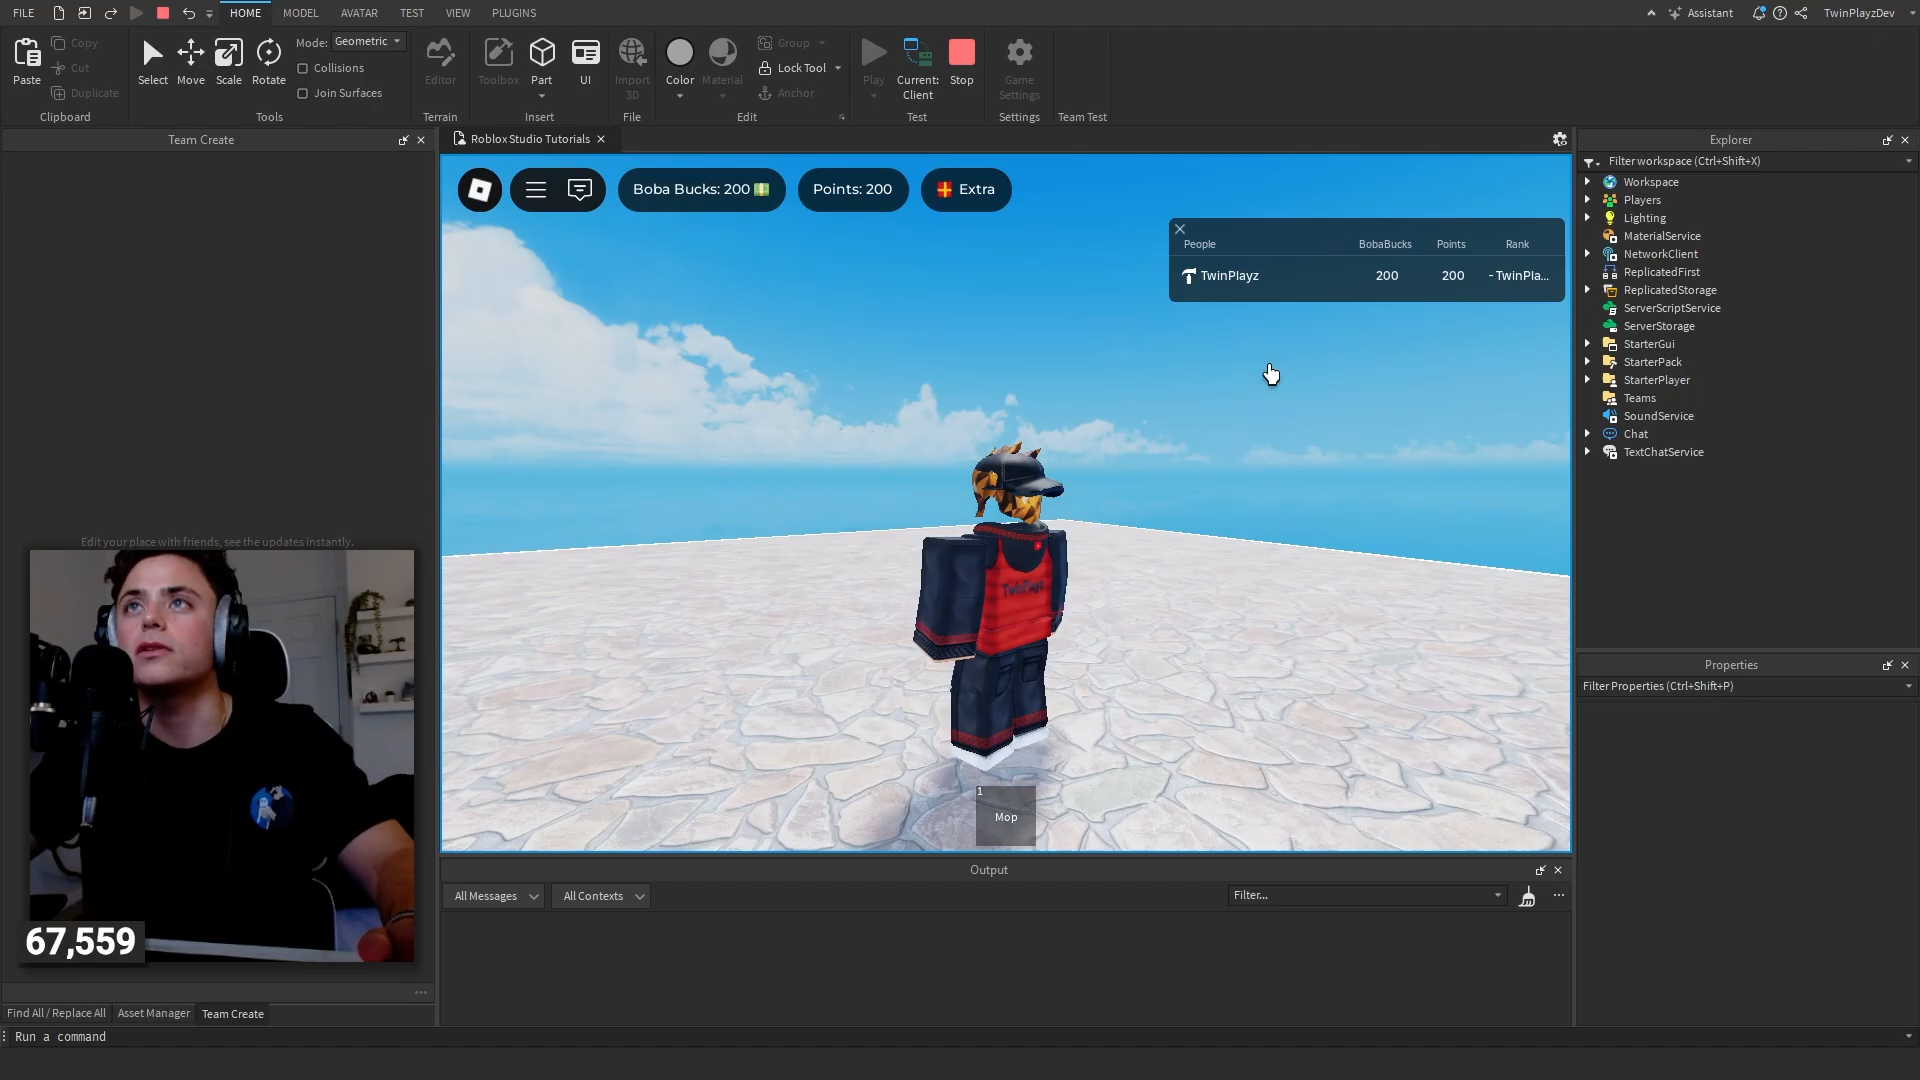 FILE
HOME
MODEL
AVATAR
TEST
VIEW
PLUGINS
Assistant
TwinPlayzDev
Paste
Copy
Cut
Duplicate
Clipboard
Select
Move
Scale
Rotate
Mode: Geometric
Collisions
Join Surfaces
Tools
Editor
Terrain
Toolbox
Part
UI
Insert
Import
3D
File
Color
Material
Group
Lock Tool
Anchor
Edit
Play
Current:
Client
Stop
Test
Game
Settings
Settings
Team Test
Team Create
Edit your place with friends, see the updates instantly.
67,559
Find All / Replace All
Asset Manager
Team Create
Run a command
Roblox Studio Tutorials
Boba Bucks: 200
Points: 200
Extra
People
BobaBucks
Points
Rank
TwinPlayz
200
200
- TwinPla...
TwinPlayz
1
Mop
Output
All Messages
All Contexts
Filter...
Explorer
Filter workspace (Ctrl+Shift+X)
Workspace
Players
Lighting
MaterialService
NetworkClient
ReplicatedFirst
ReplicatedStorage
ServerScriptService
ServerStorage
StarterGui
StarterPack
StarterPlayer
Teams
SoundService
Chat
TextChatService
Properties
Filter Properties (Ctrl+Shift+P)